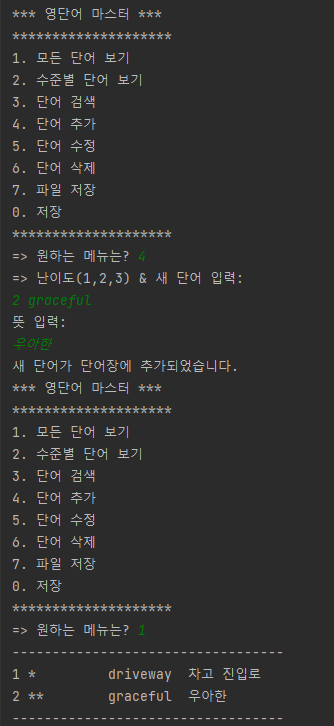 *** 영단어 마스터 ***
********************
1. 모든 단어 보기
2. 수준별 단어 보기
3. 단어 검색
4. 단어 추가
5. 단어 수정
6. 단어 삭제
7. 파일 저장
0. 저장
********************
=> 원하는 메뉴는? 4
=> 난이도(1,2,3) & 새 단어 입력:
2 graceful
뜻 입력:
우아한
새 단어가 단어장에 추가되었습니다.
*** 영단어 마스터 ***
********************
1. 모든 단어 보기
2. 수준별 단어 보기
3. 단어 검색
4. 단어 추가
5. 단어 수정
6. 단어 삭제
7. 파일 저장
0. 저장
********************
=> 원하는 메뉴는? 1
----------------------------------
1 *         driveway  차고 진입로
2 **        graceful  우아한
----------------------------------